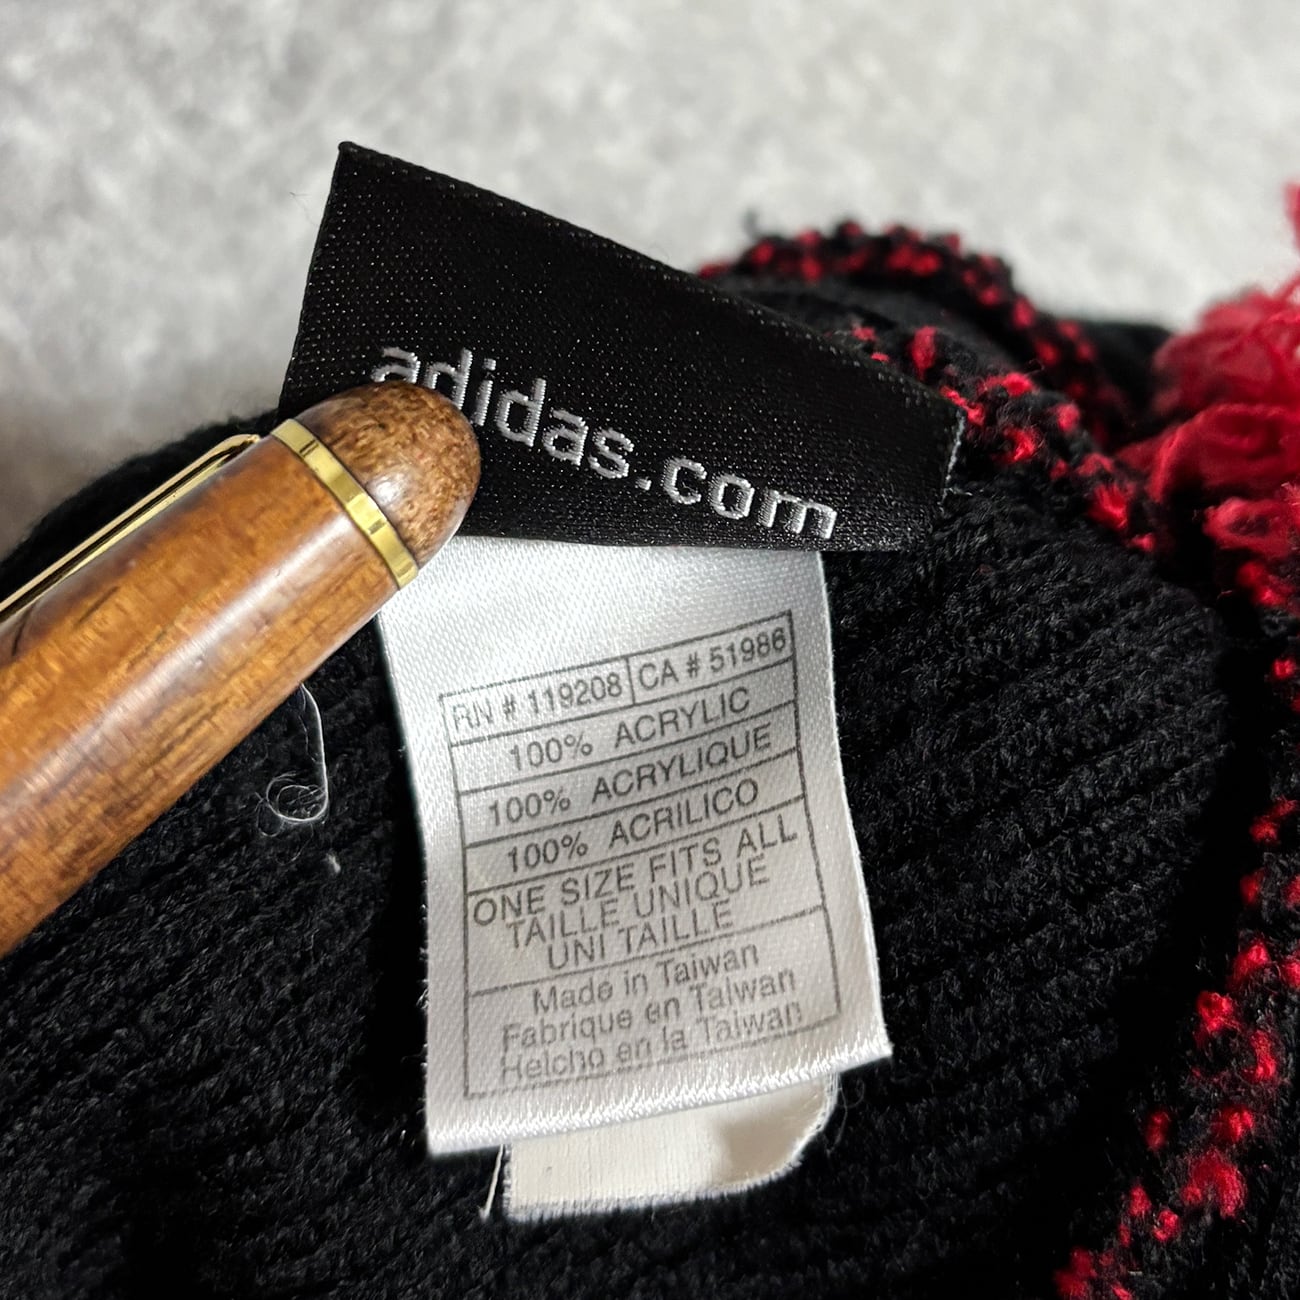 adidas.com
RN # 119208 CA # 51986
100% ACRYLIC
100% ACRYLIQUE
100% ACRILICO
ONE SIZE FITS ALL
TAILLE UNIQUE
UNI TAILLE
Made in Taiwan
Fabrique en Taiwan
Helcho en la Taiwan